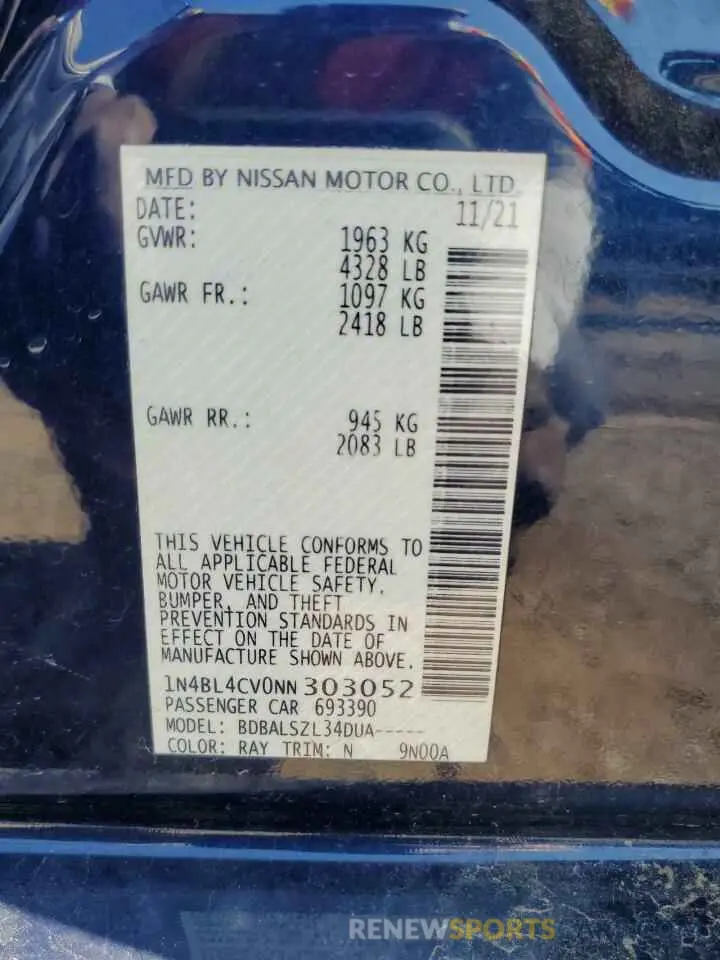 MFD BY NISSAN MOTOR CO., LTD.
DATE: 11/21
GVWR: 1963 KG
4328 LB
GAWR FR.: 1097 KG
2418 LB
GAWR RR.: 945 KG
2083 LB
THIS VEHICLE CONFORMS TO
ALL APPLICABLE FEDERAL
MOTOR VEHICLE SAFETY,
BUMPER, AND THEFT
PREVENTION STANDARDS IN
EFFECT ON THE DATE OF
MANUFACTURE SHOWN ABOVE.
1N4BL4CV0NN303052
PASSENGER CAR 693390
MODEL: BDBALSZL34DUA-----
COLOR: RAY TRIM: N 9N00A
RENEWSPORTSCARS.COM